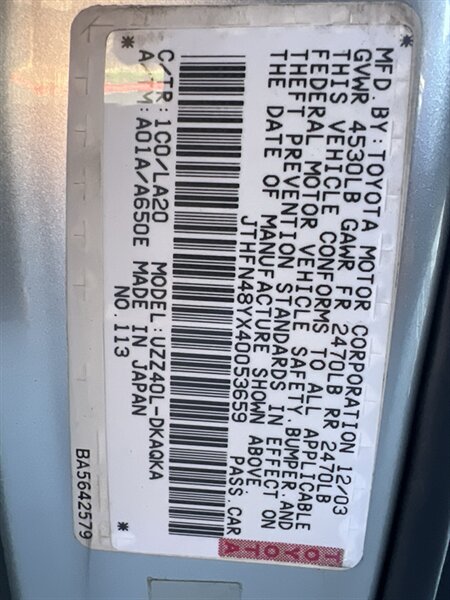 MFD. BY: TOYOTA MOTOR CORPORATION 12/03
GVWR 4530LB GAWR FR 2470LB RR 2470LB
THIS VEHICLE CONFORMS TO ALL APPLICABLE
FEDERAL MOTOR VEHICLE SAFETY, BUMPER, AND
THEFT PREVENTION STANDARDS IN EFFECT ON
THE DATE OF MANUFACTURE SHOWN ABOVE.
JTHFN48YX40053659 PASS. CAR
TOYOTA
C/TR: 1C0/LA20 MODEL: UZZ40L-DKAQKA
A/TM: A01A/A650E MADE IN JAPAN
NO. 113
BA5642579